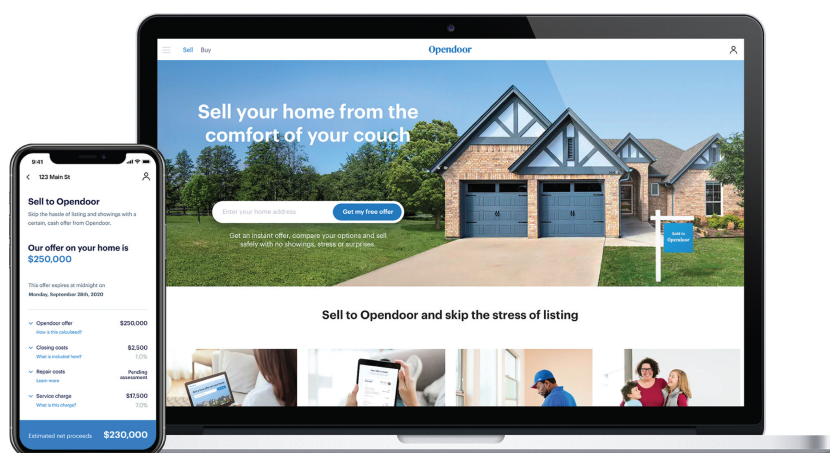 Sell Buy
Opendoor
Sell your home from the
comfort of your couch
Enter your home address
Get my free offer
Get an instant offer, compare your options and sell
safely with no showings, stress or surprises.
Sold to
Opendoor
Sell to Opendoor and skip the stress of listing
9:41
123 Main St
Sell to Opendoor
Skip the hassle of listing and showings with a
certain, cash offer from Opendoor.
Our offer on your home is
$250,000
This offer expires at midnight on
Monday, September 28th, 2020
Opendoor offer $250,000
How is this calculated?
Closing costs $2,500
What is included here? 1.0%
Repair costs Pending
assessment
Learn more
Service charge $17,500
What is this charge? 7.0%
Estimated net proceeds $230,000